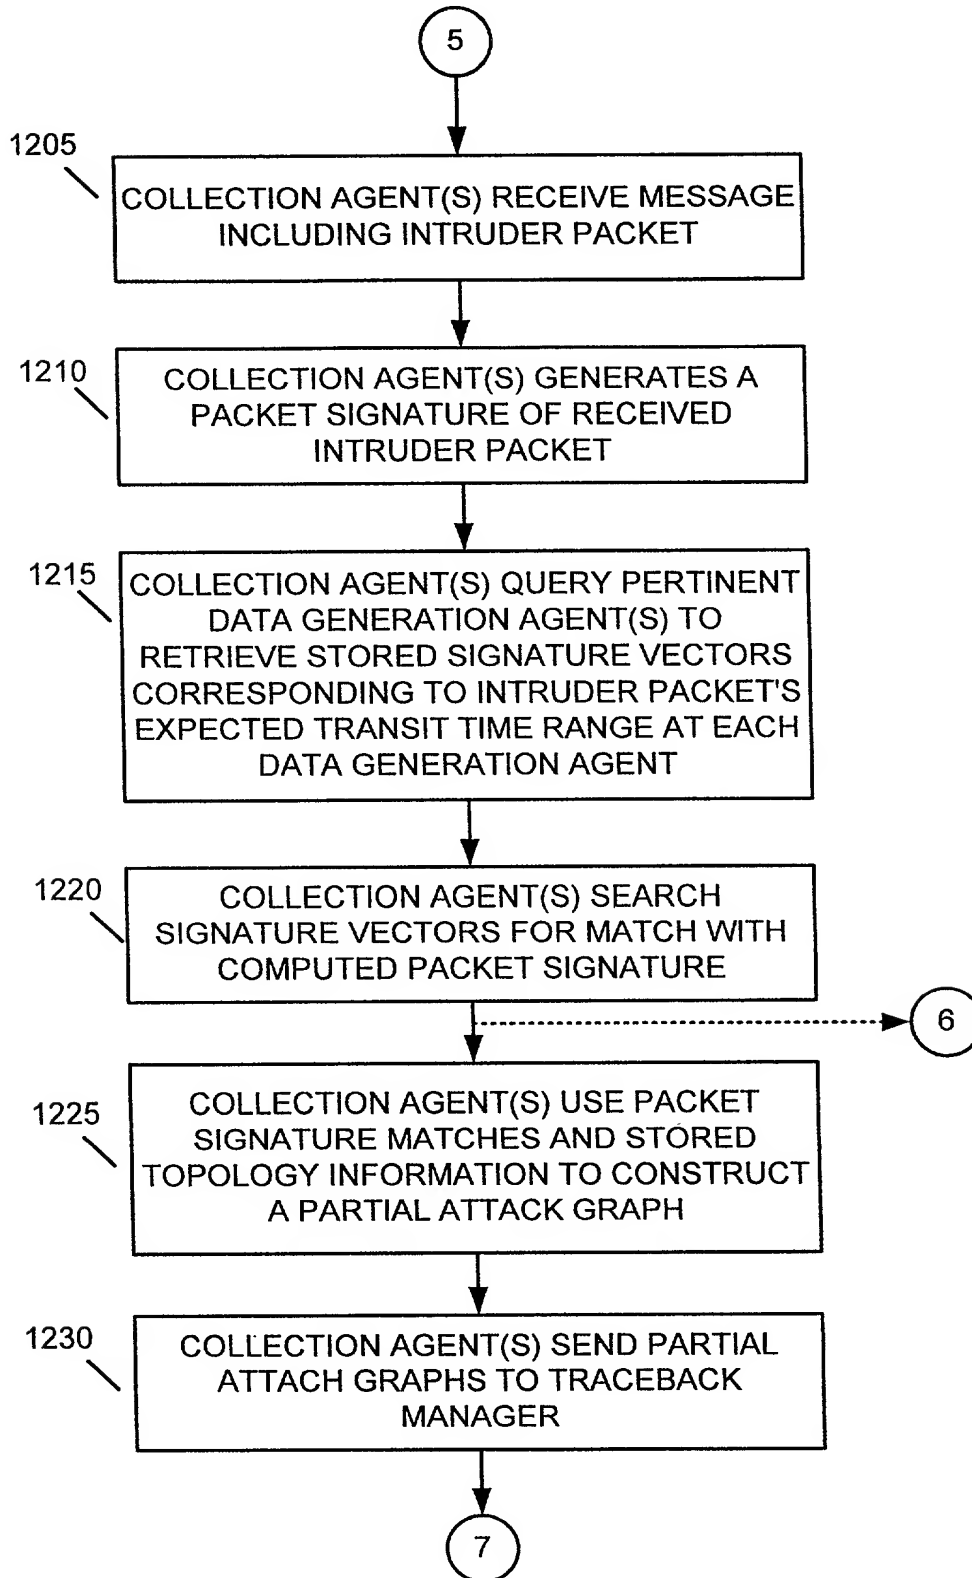 5
1205
COLLECTION AGENT(S) RECEIVE MESSAGE
INCLUDING INTRUDER PACKET
1210
COLLECTION AGENT(S) GENERATES A
PACKET SIGNATURE OF RECEIVED
INTRUDER PACKET
1215
COLLECTION AGENT(S) QUERY PERTINENT
DATA GENERATION AGENT(S) TO
RETRIEVE STORED SIGNATURE VECTORS
CORRESPONDING TO INTRUDER PACKET'S
EXPECTED TRANSIT TIME RANGE AT EACH
DATA GENERATION AGENT
1220
COLLECTION AGENT(S) SEARCH
SIGNATURE VECTORS FOR MATCH WITH
COMPUTED PACKET SIGNATURE
6
1225
COLLECTION AGENT(S) USE PACKET
SIGNATURE MATCHES AND STORED
TOPOLOGY INFORMATION TO CONSTRUCT
A PARTIAL ATTACK GRAPH
1230
COLLECTION AGENT(S) SEND PARTIAL
ATTACH GRAPHS TO TRACEBACK
MANAGER
7